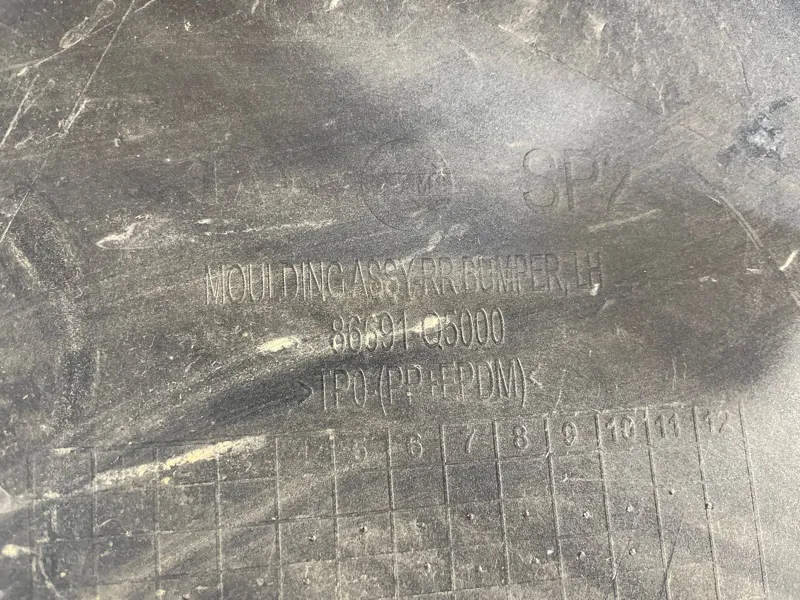 SP2
MOULDING ASSY-RR BUMPER, LH
86691-Q5000
>TPO(PP+EPDM)<
5 6 7 8 9 10 11 12